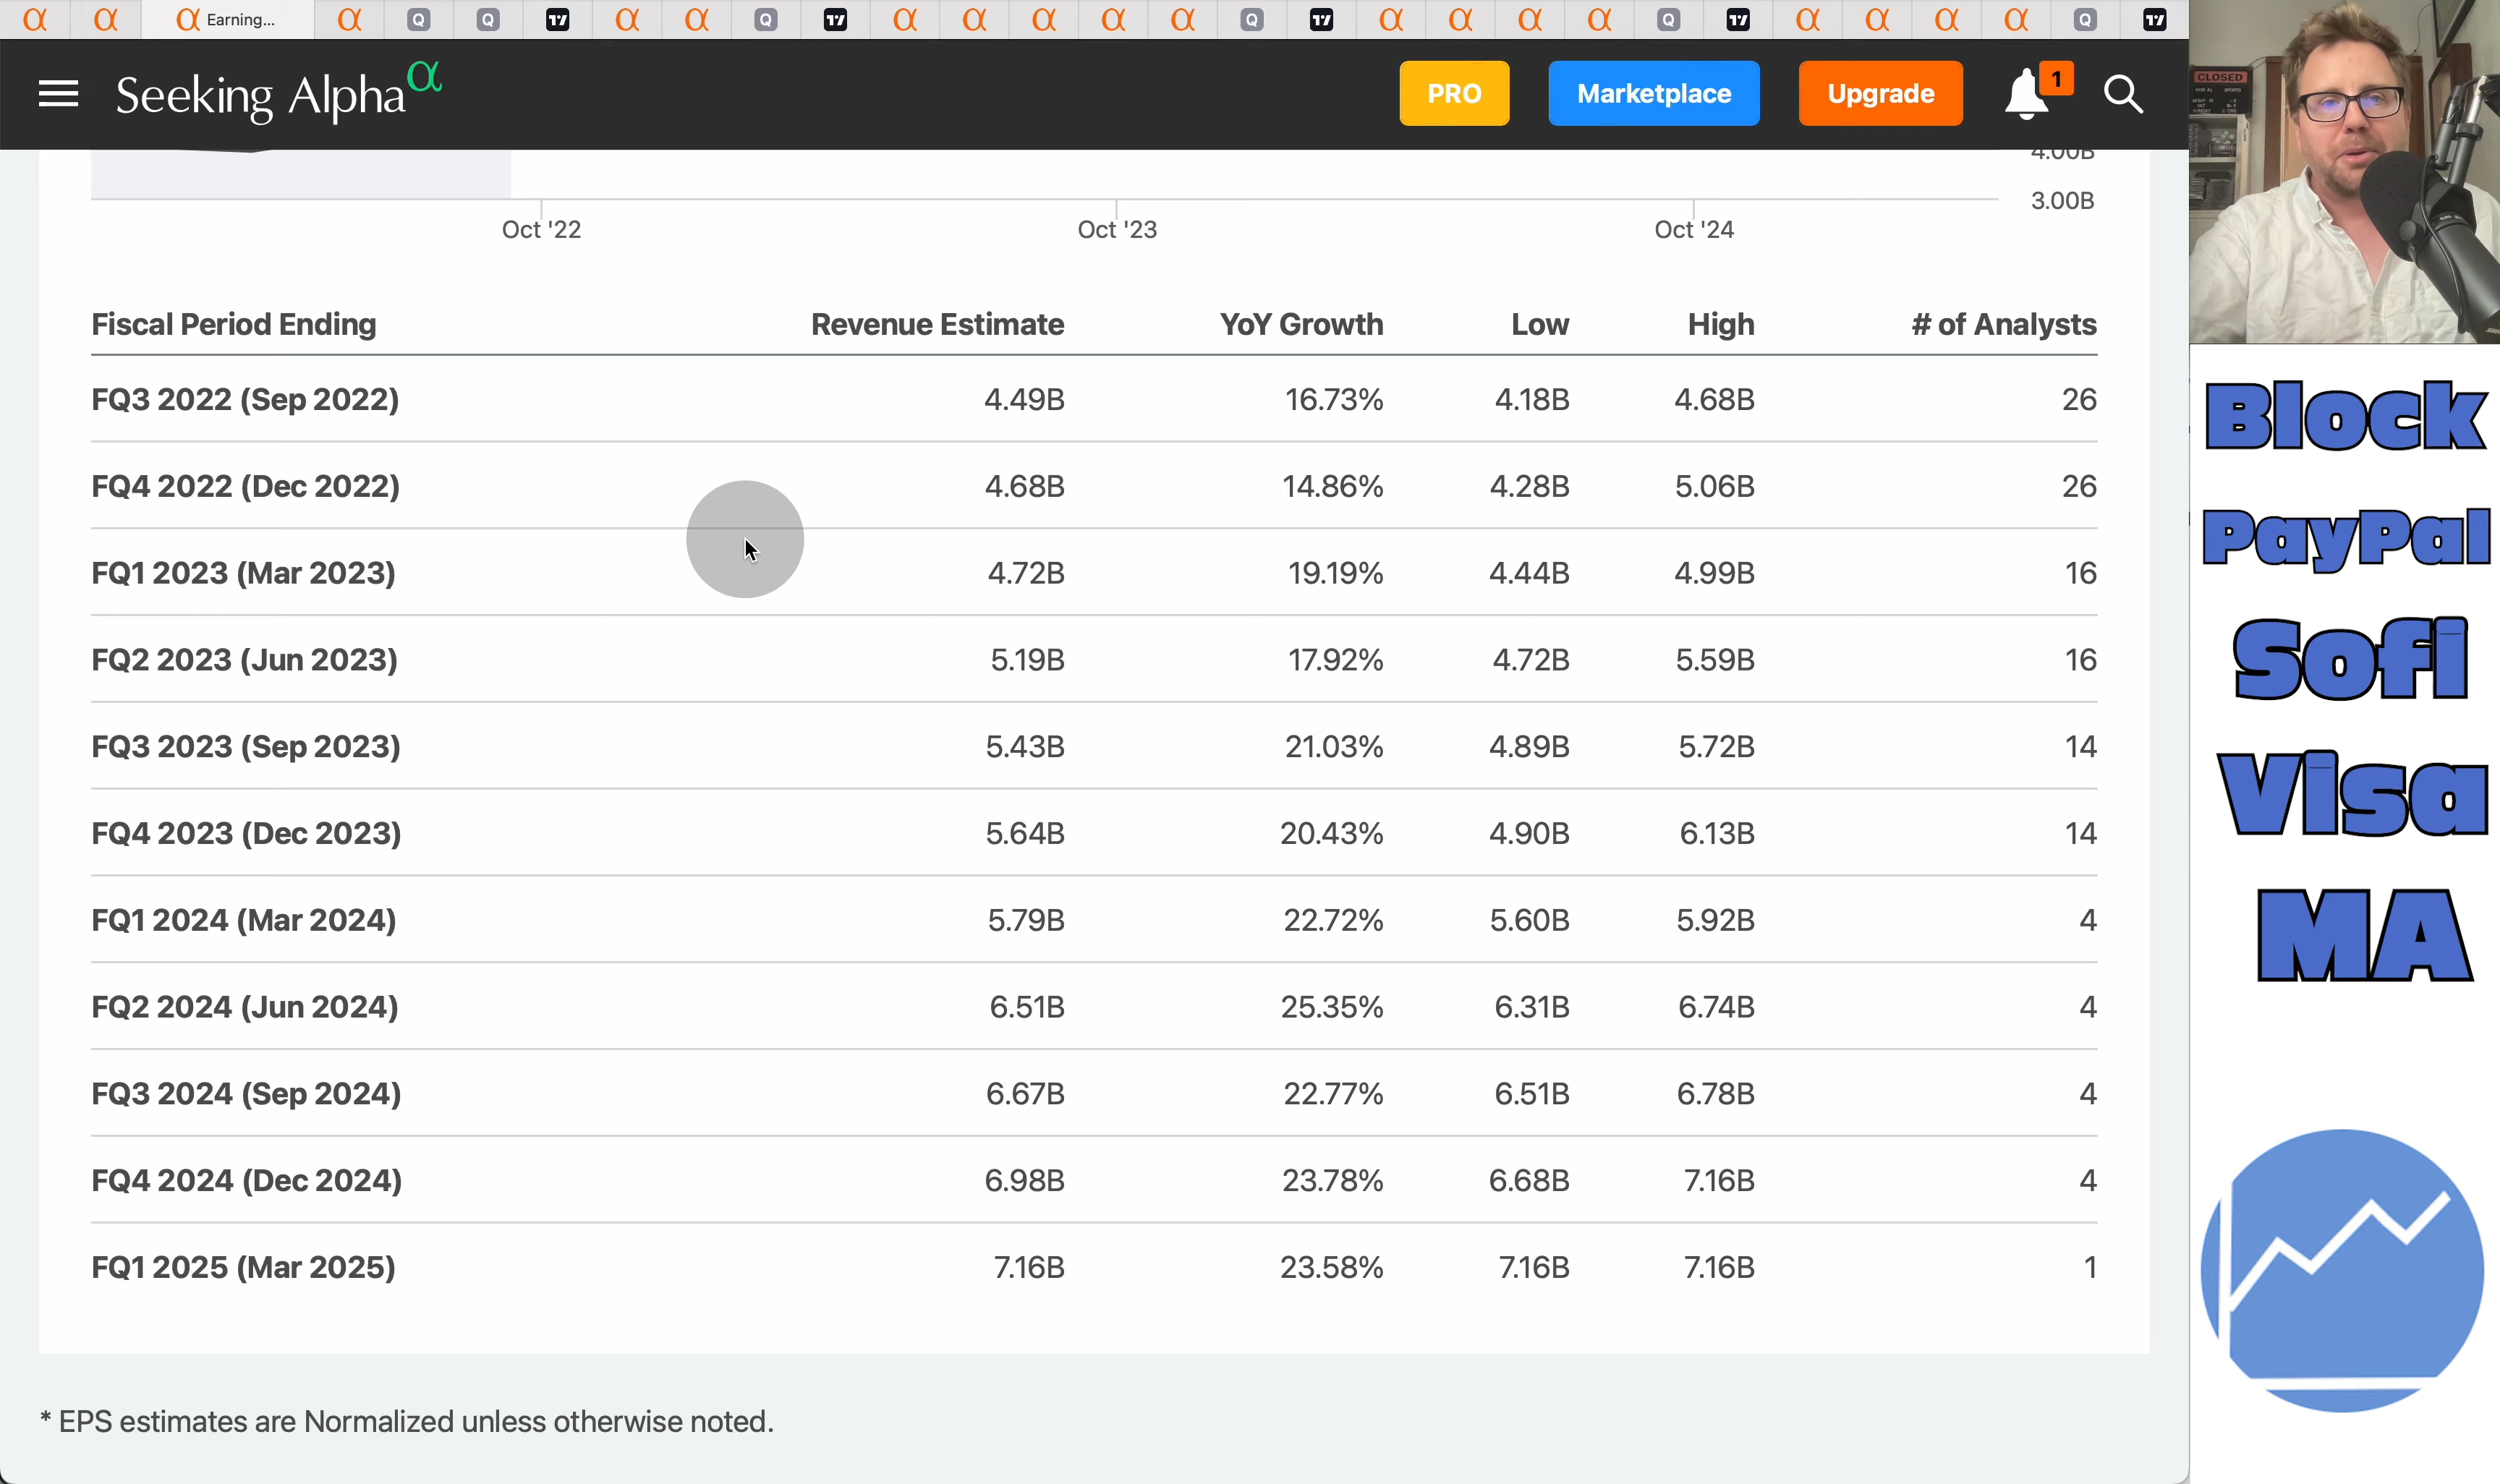 Earning...
Seeking Alpha α
PRO
Marketplace
Upgrade
1
4.00B
3.00B
Oct '22 Oct '23 Oct '24
Fiscal Period Ending Revenue Estimate YoY Growth Low High # of Analysts
FQ3 2022 (Sep 2022) 4.49B 16.73% 4.18B 4.68B 26
FQ4 2022 (Dec 2022) 4.68B 14.86% 4.28B 5.06B 26
FQ1 2023 (Mar 2023) 4.72B 19.19% 4.44B 4.99B 16
FQ2 2023 (Jun 2023) 5.19B 17.92% 4.72B 5.59B 16
FQ3 2023 (Sep 2023) 5.43B 21.03% 4.89B 5.72B 14
FQ4 2023 (Dec 2023) 5.64B 20.43% 4.90B 6.13B 14
FQ1 2024 (Mar 2024) 5.79B 22.72% 5.60B 5.92B 4
FQ2 2024 (Jun 2024) 6.51B 25.35% 6.31B 6.74B 4
FQ3 2024 (Sep 2024) 6.67B 22.77% 6.51B 6.78B 4
FQ4 2024 (Dec 2024) 6.98B 23.78% 6.68B 7.16B 4
FQ1 2025 (Mar 2025) 7.16B 23.58% 7.16B 7.16B 1
* EPS estimates are Normalized unless otherwise noted.
CLOSED
Block
PayPal
Sofi
Visa
MA